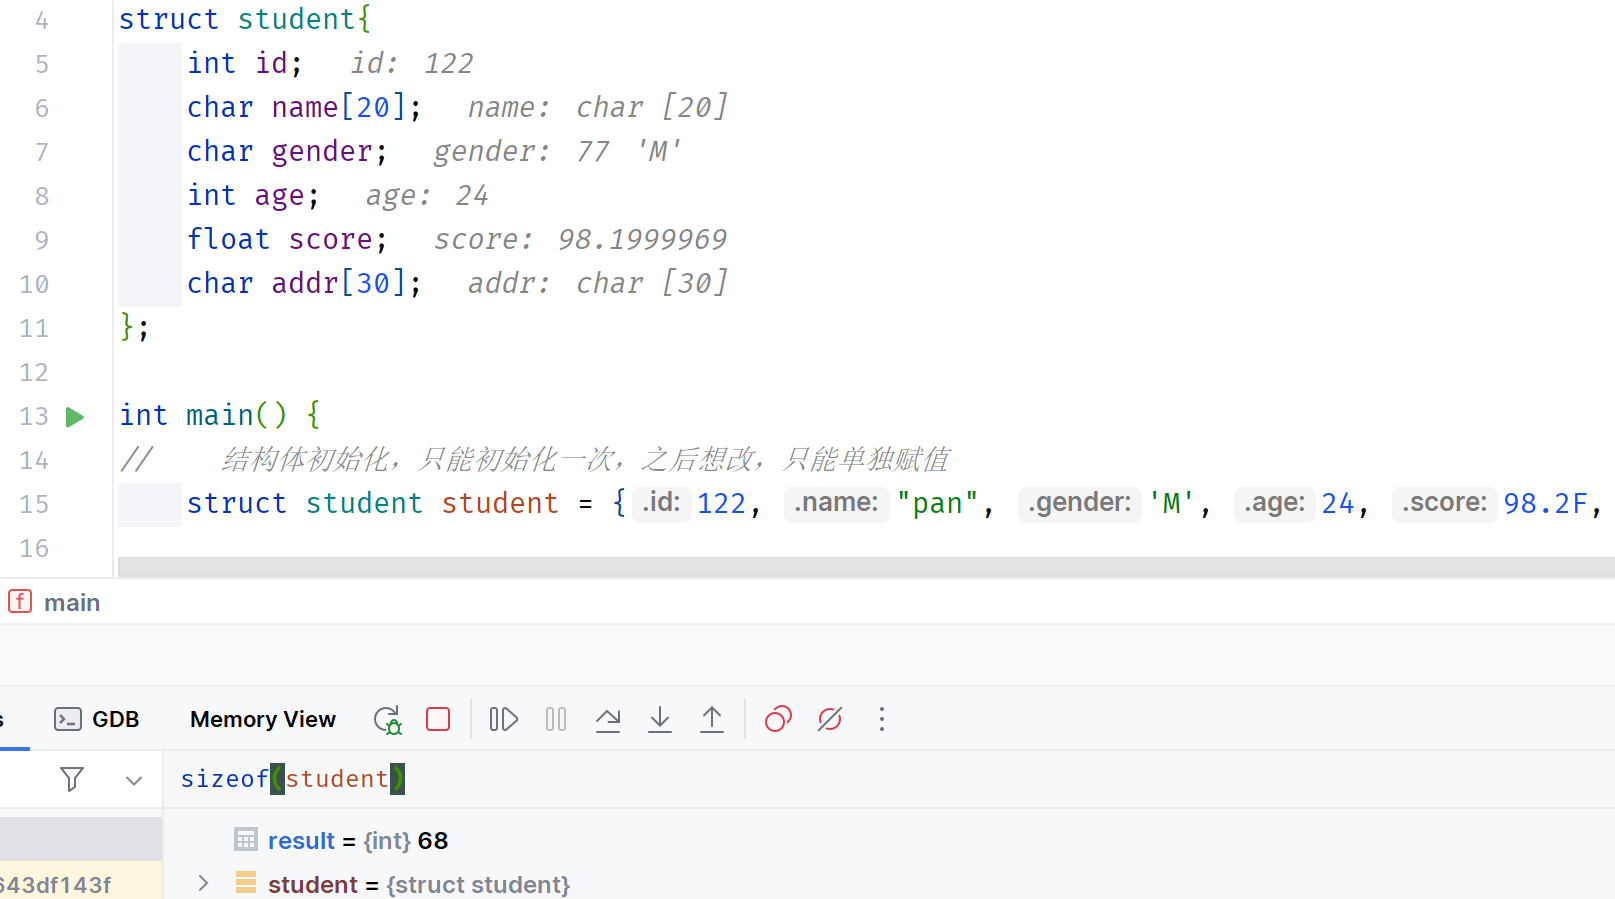 4 struct student{
5 int id; id: 122
6 char name[20]; name: char [20]
7 char gender; gender: 77 'M'
8 int age; age: 24
9 float score; score: 98.1999969
10 char addr[30]; addr: char [30]
11 };
12
13 int main() {
14 // 结构体初始化，只能初始化一次，之后想改，只能单独赋值
15 struct student student = { .id: 122, .name: "pan", .gender: 'M', .age: 24, .score: 98.2F,
16
f main
s GDB Memory View
sizeof(student)
result = {int} 68
643df143f student = {struct student}